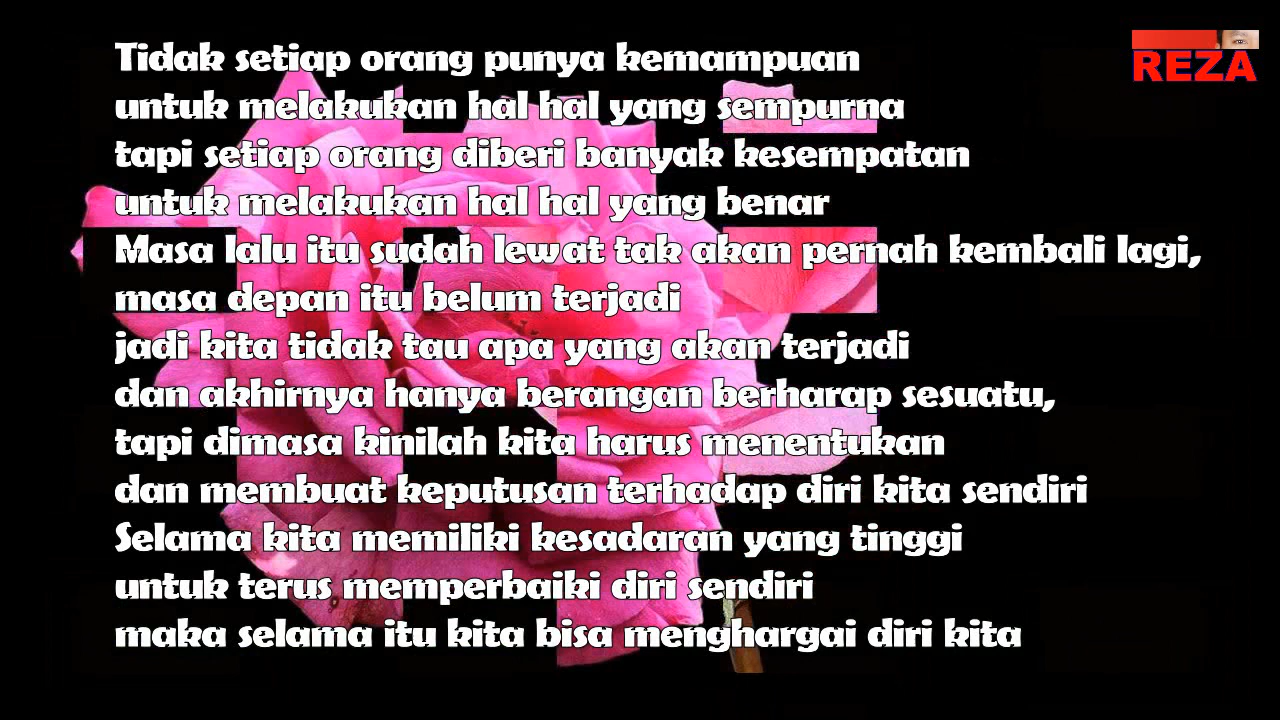 Tidak setiap orang punya kemampuan
untuk melakukan hal hal yang sempurna
tapi setiap orang diberi banyak kesempatan
untuk melakukan hal hal yang benar
Masa lalu itu sudah lewat tak akan pernah kembali lagi,
masa depan itu belum terjadi
jadi kita tidak tau apa yang akan terjadi
dan akhirnya hanya berangan berharap sesuatu,
tapi dimasa kinilah kita harus menentukan
dan membuat keputusan terhadap diri kita sendiri
Selama kita memiliki kesadaran yang tinggi
untuk terus memperbaiki diri sendiri
maka selama itu kita bisa menghargai diri kita
REZA